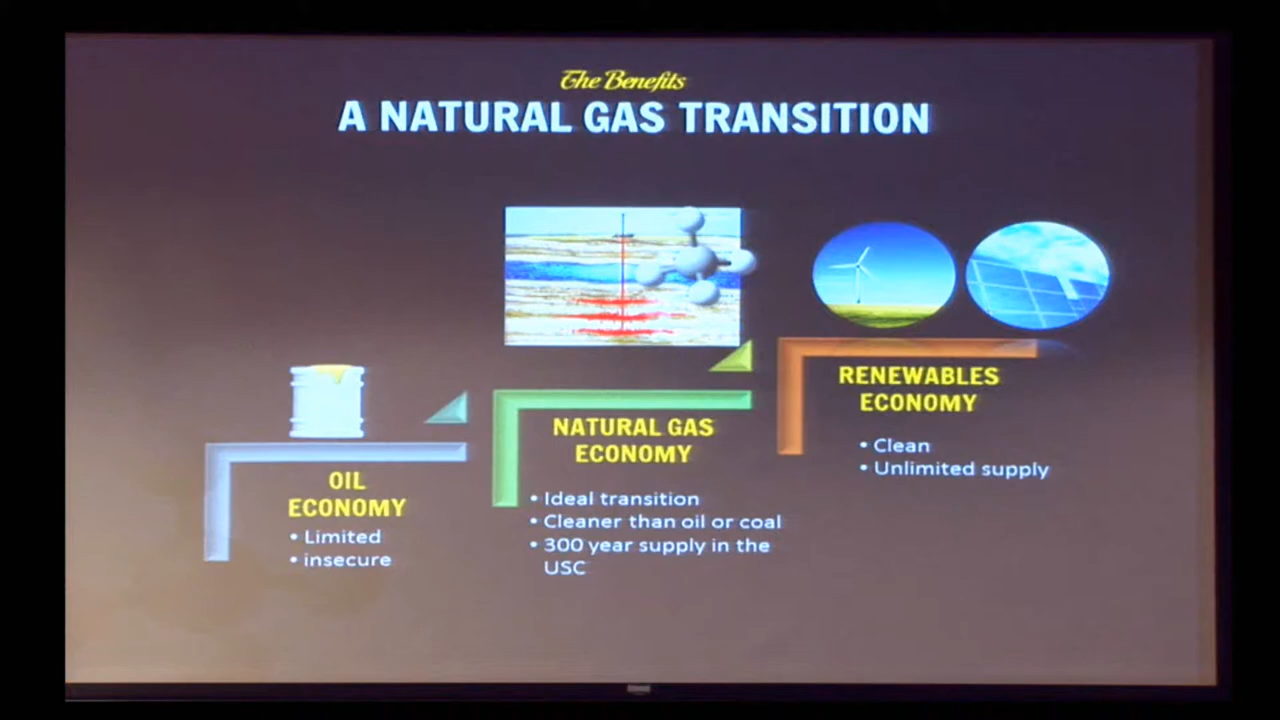 The Benefits
A NATURAL GAS TRANSITION
OIL
ECONOMY
• Limited
• insecure
NATURAL GAS
ECONOMY
• Ideal transition
• Cleaner than oil or coal
• 300 year supply in the
USC
RENEWABLES
ECONOMY
• Clean
• Unlimited supply